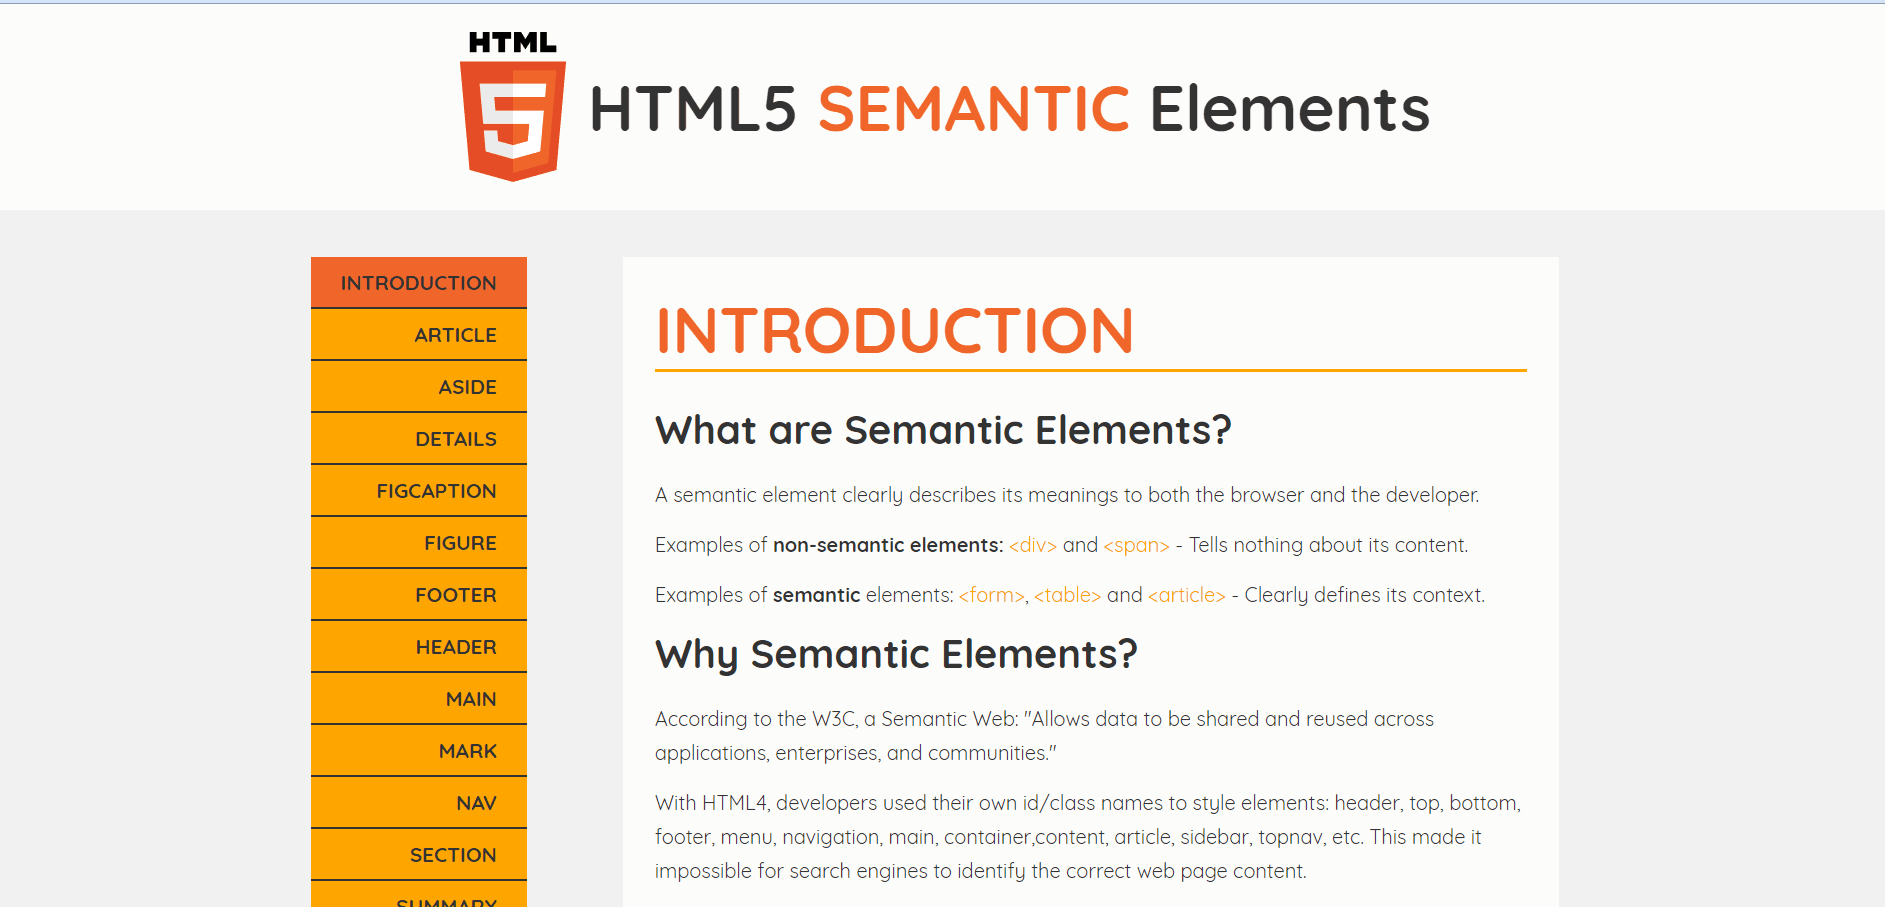 HTML
5
HTML5 SEMANTIC Elements
INTRODUCTION
ARTICLE
ASIDE
DETAILS
FIGCAPTION
FIGURE
FOOTER
HEADER
MAIN
MARK
NAV
SECTION
SUMMARY
INTRODUCTION
What are Semantic Elements?
A semantic element clearly describes its meanings to both the browser and the developer.
Examples of non-semantic elements: <div> and <span> - Tells nothing about its content.
Examples of semantic elements: <form>, <table> and <article> - Clearly defines its context.
Why Semantic Elements?
According to the W3C, a Semantic Web: "Allows data to be shared and reused across
applications, enterprises, and communities."
With HTML4, developers used their own id/class names to style elements: header, top, bottom,
footer, menu, navigation, main, container,content, article, sidebar, topnav, etc. This made it
impossible for search engines to identify the correct web page content.